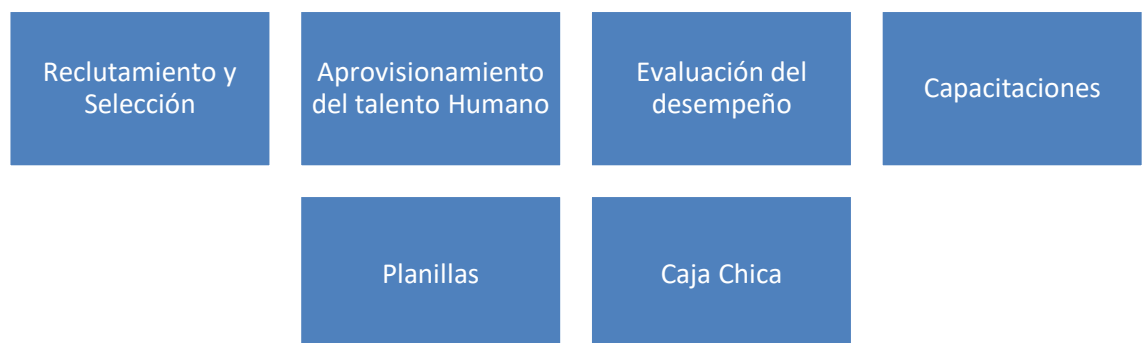 Reclutamiento y
Selección
Aprovisionamiento
del talento Humano
Evaluación del
desempeño
Capacitaciones
Planillas
Caja Chica